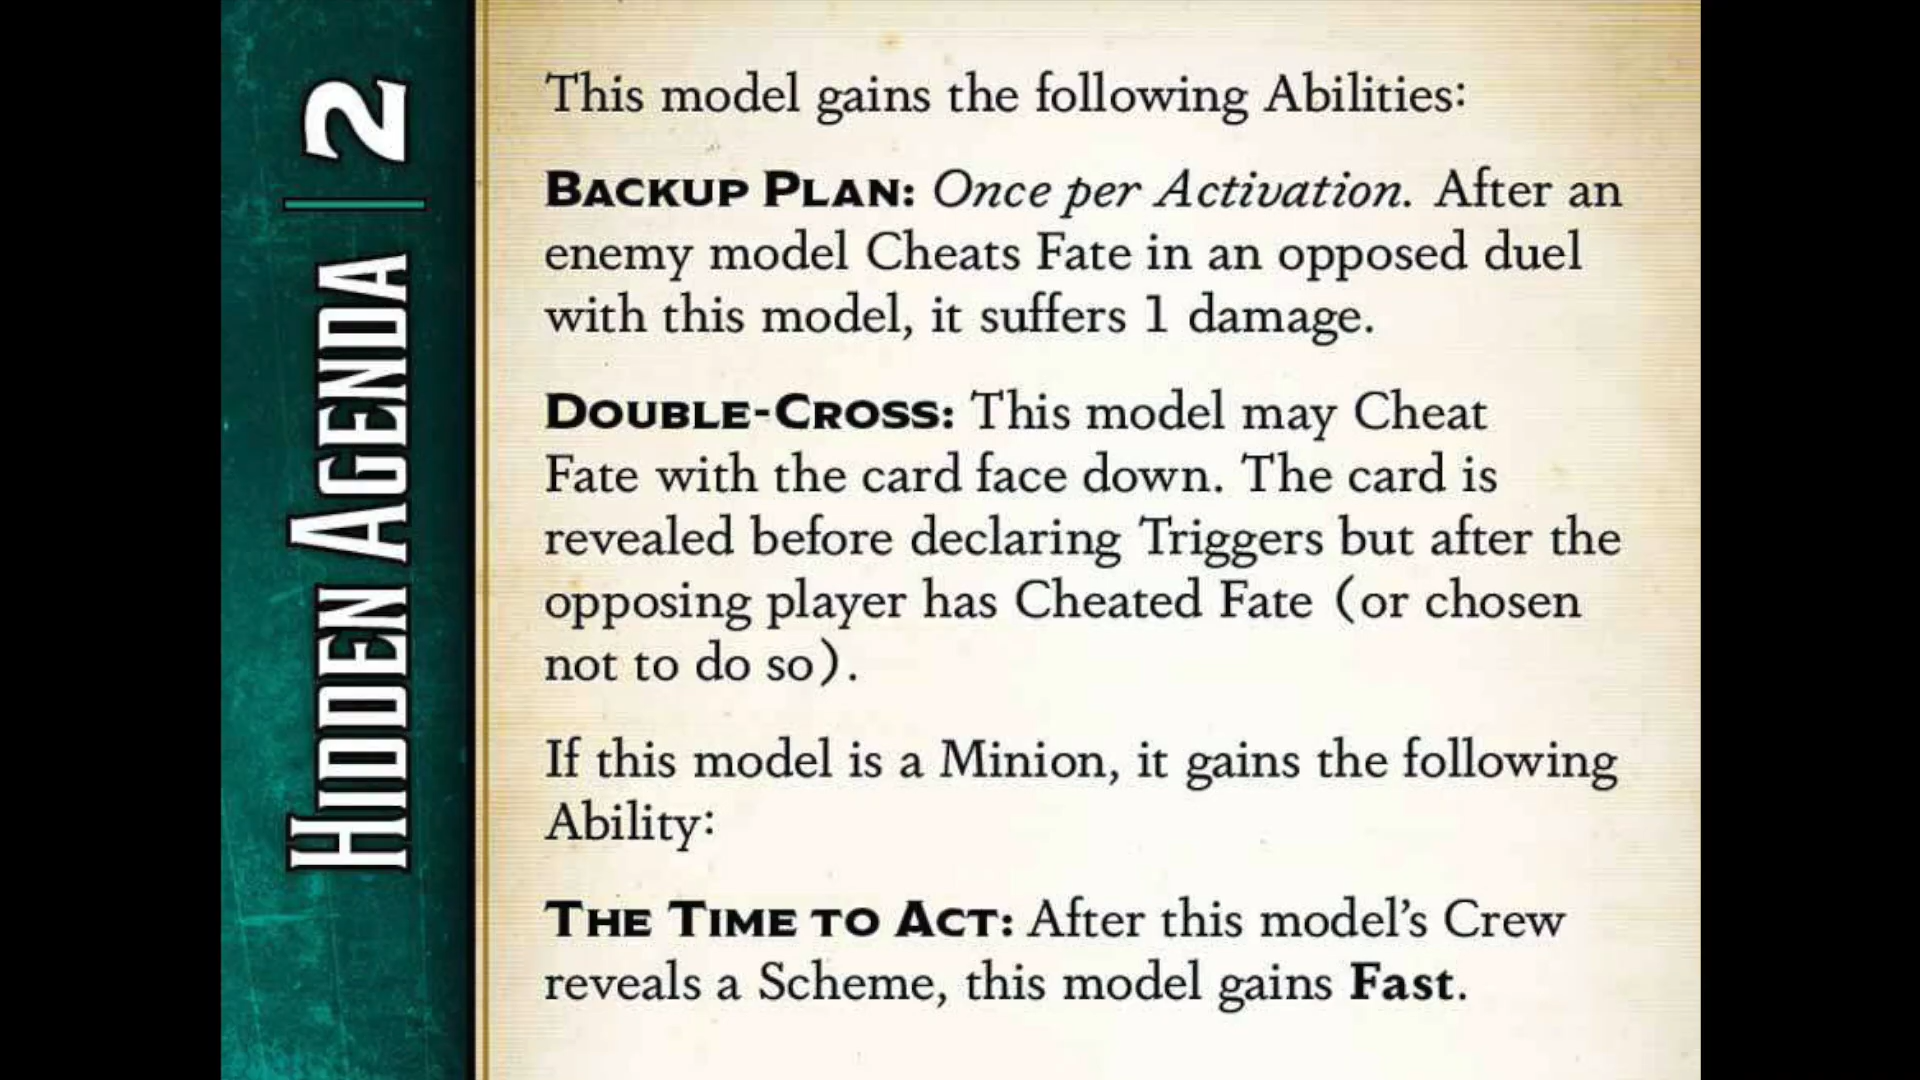 HIDDEN AGENDA | 2
This model gains the following Abilities:
BACKUP PLAN: Once per Activation. After an
enemy model Cheats Fate in an opposed duel
with this model, it suffers 1 damage.
DOUBLE-CROSS: This model may Cheat
Fate with the card face down. The card is
revealed before declaring Triggers but after the
opposing player has Cheated Fate (or chosen
not to do so).
If this model is a Minion, it gains the following
Ability:
THE TIME TO ACT: After this model's Crew
reveals a Scheme, this model gains Fast.